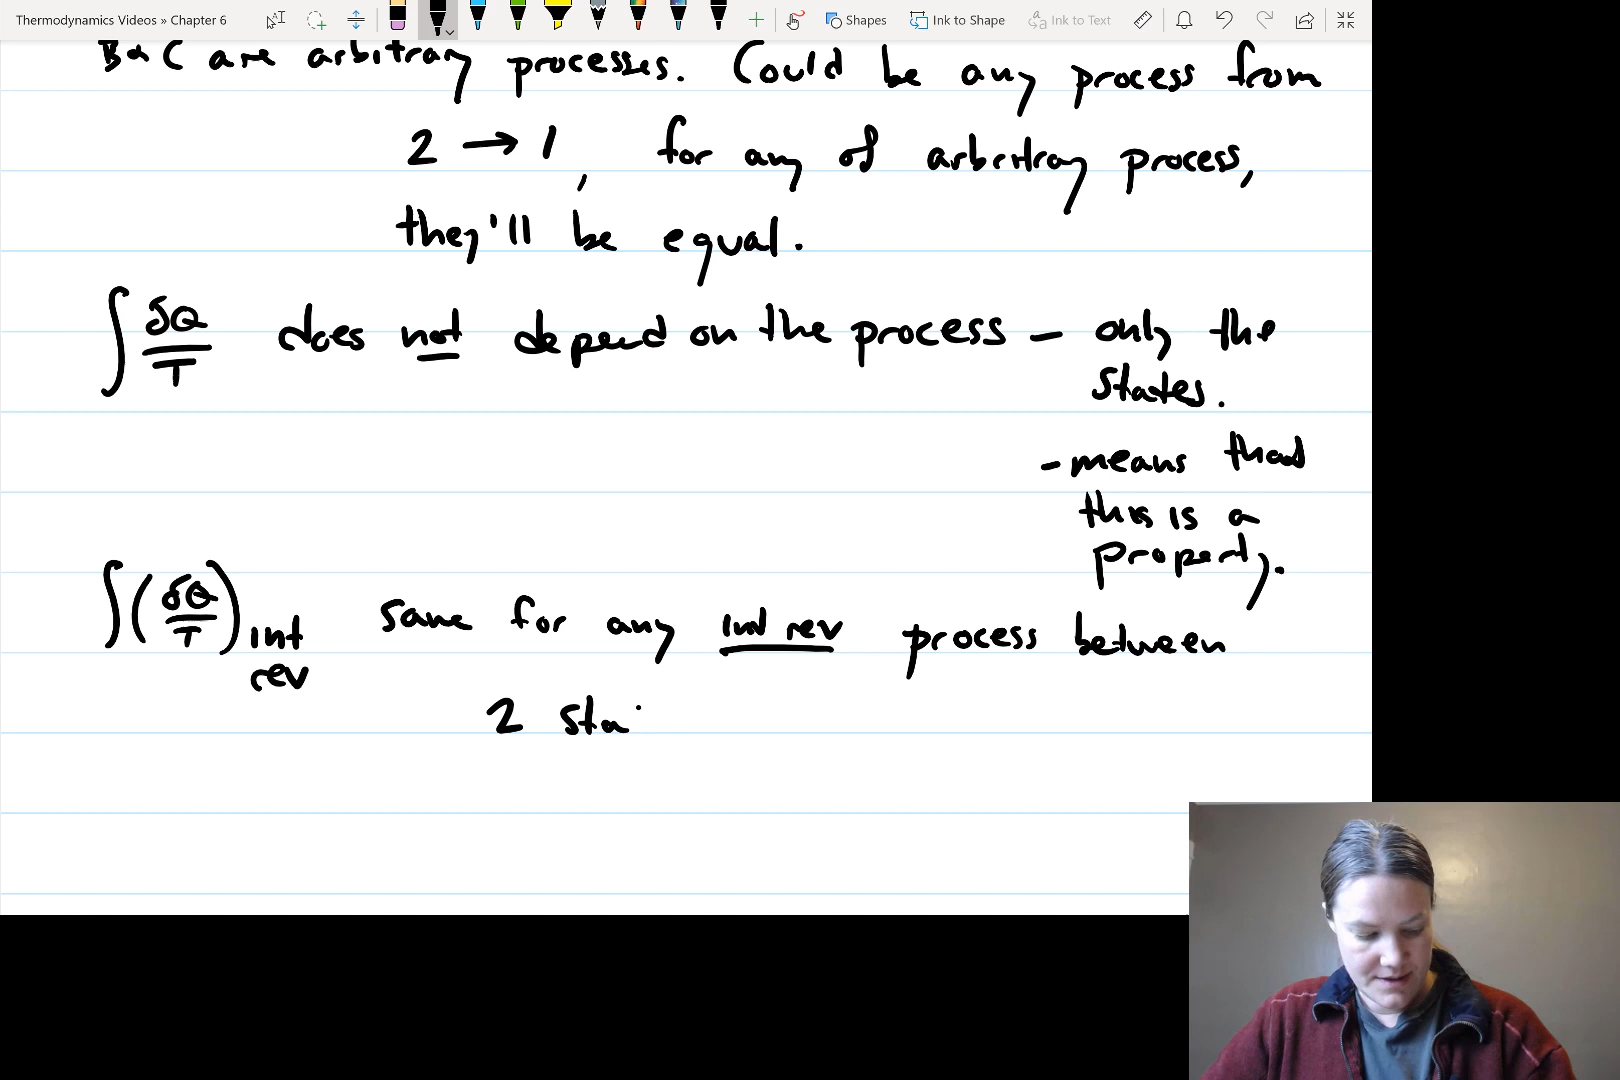 Thermodynamics Videos » Chapter 6
Shapes
Ink to Shape
Ink to Text
B & C are arbitrary processes. Could be any process from
2 → 1, for any of arbitray process,
they'll be equal.
∫ δQ/T does not depend on the process – only the
states.
- means that
this is a
property.
∫(δQ/T) int rev same for any int rev process between
2 sta